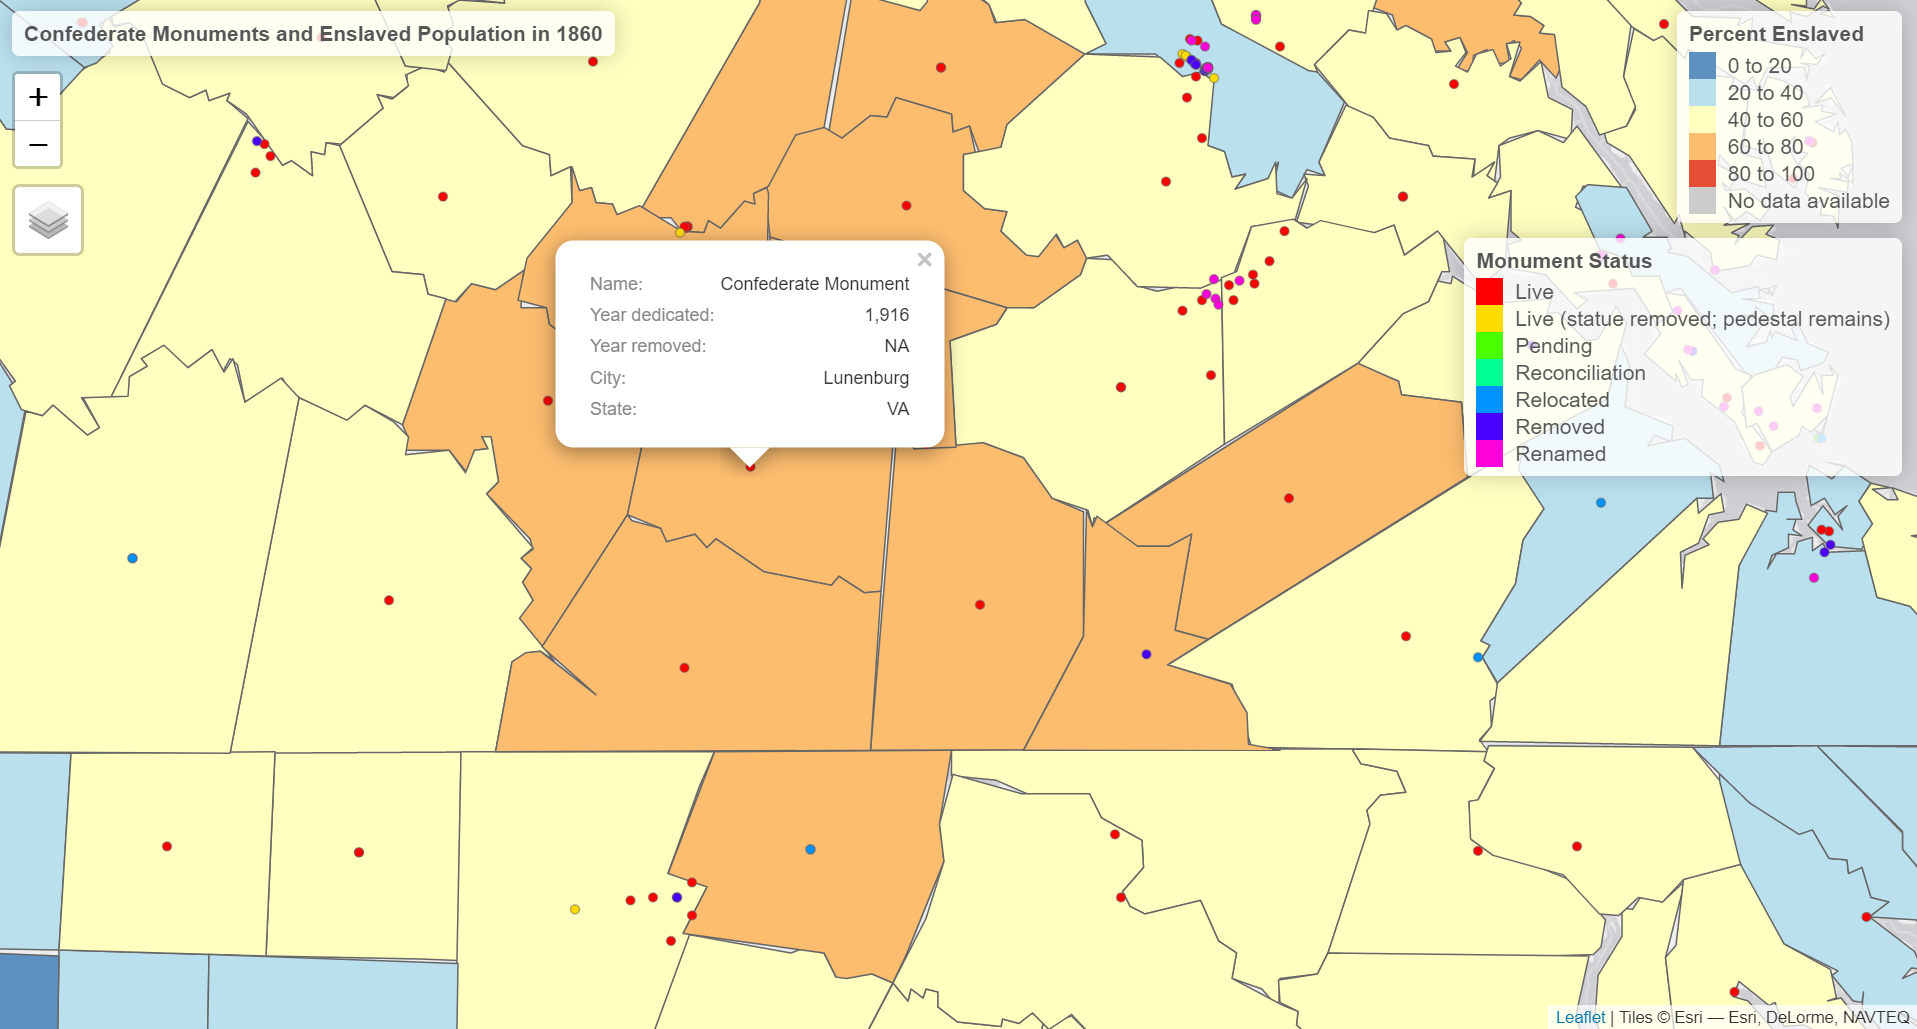 Confederate Monuments and Enslaved Population in 1860
+
−
Percent Enslaved
0 to 20
20 to 40
40 to 60
60 to 80
80 to 100
No data available
Monument Status
Live
Live (statue removed; pedestal remains)
Pending
Reconciliation
Relocated
Removed
Renamed
×
Name: Confederate Monument
Year dedicated: 1,916
Year removed: NA
City: Lunenburg
State: VA
Leaflet | Tiles © Esri — Esri, DeLorme, NAVTEQ